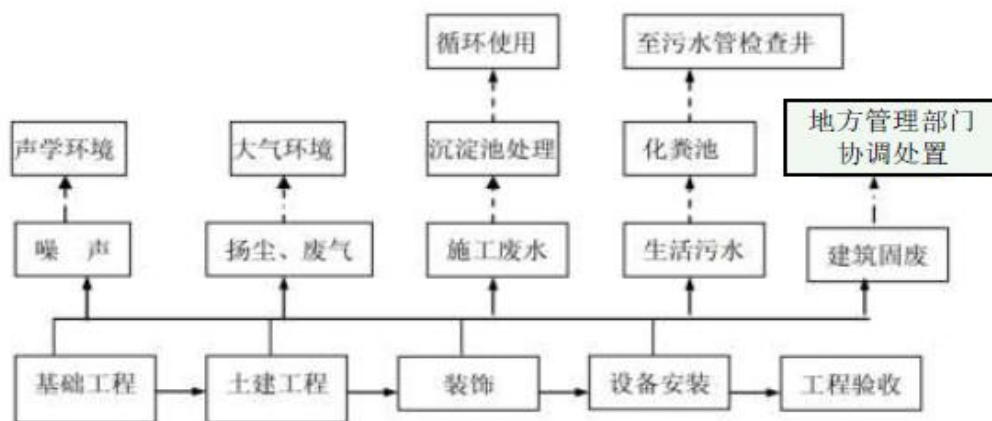 循环使用
至污水管检查井
声学环境
大气环境
沉淀池处理
化粪池
地方管理部门
协调处置
噪 声
扬尘、废气
施工废水
生活污水
建筑固废
基础工程
土建工程
装饰
设备安装
工程验收